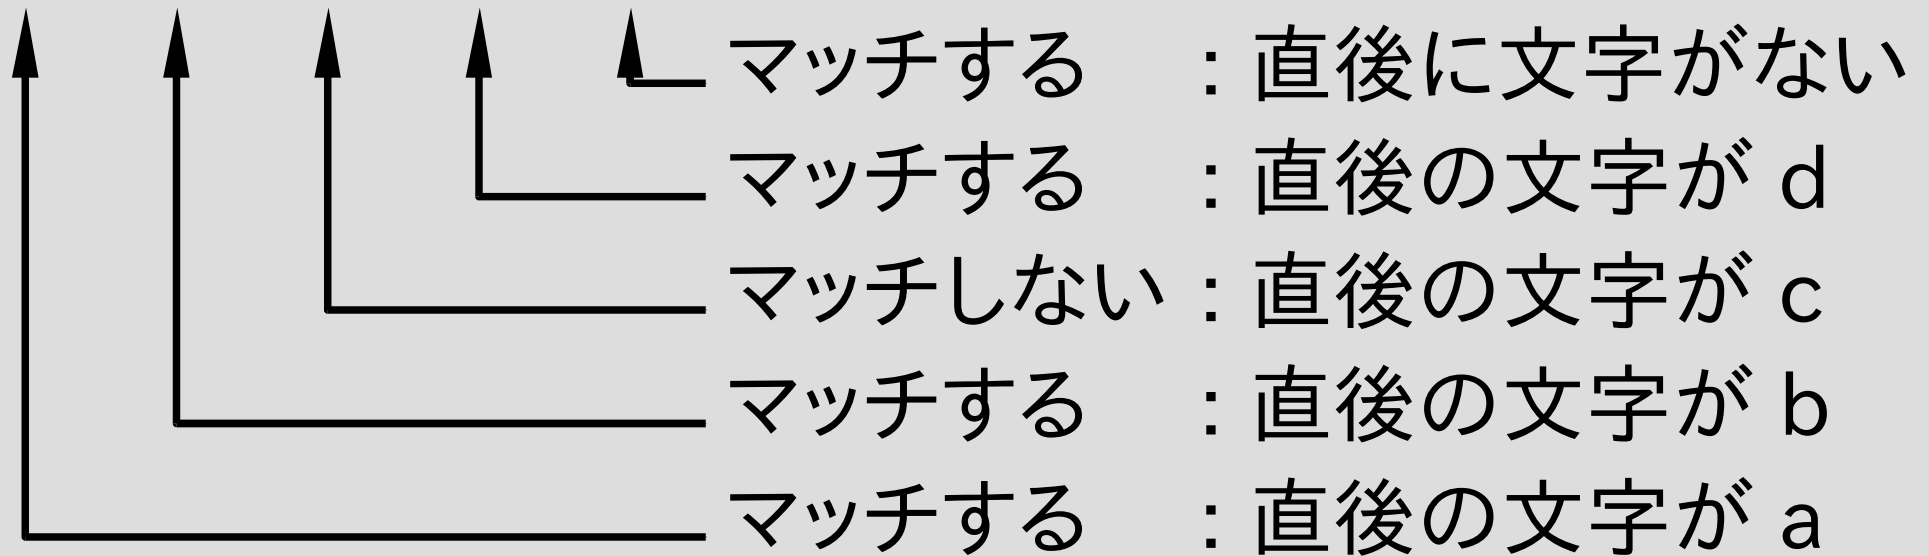 マッチする : 直後に文字がない
マッチする : 直後の文字が d
マッチしない : 直後の文字が c
マッチする : 直後の文字が b
マッチする : 直後の文字が a